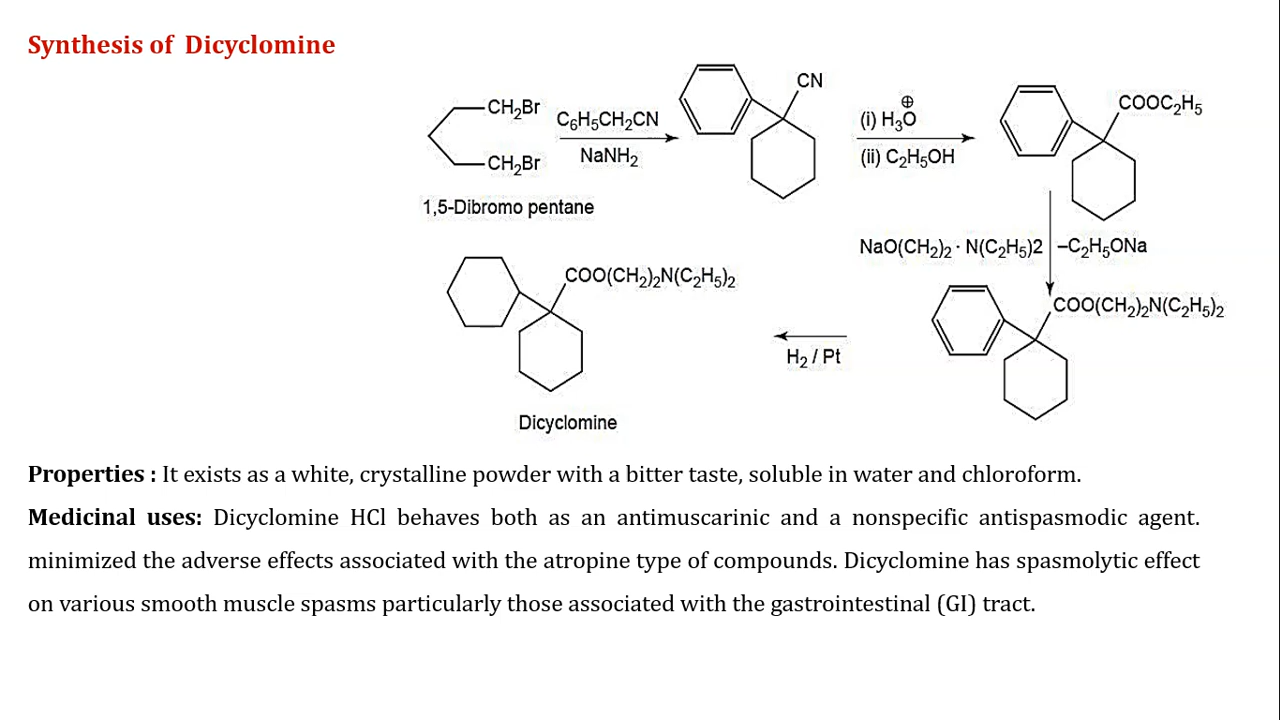 Synthesis of Dicyclomine
CH₂Br
CH₂Br
1,5-Dibromo pentane
C₆H₅CH₂CN
NaNH₂
CN
(i) H₃O⊕
(ii) C₂H₅OH
COOC₂H₅
NaO(CH₂)₂ · N(C₂H₅)2
–C₂H₅ONa
COO(CH₂)₂N(C₂H₅)₂
H₂ / Pt
COO(CH₂)₂N(C₂H₅)₂
Dicyclomine
Properties : It exists as a white, crystalline powder with a bitter taste, soluble in water and chloroform.
Medicinal uses: Dicyclomine HCl behaves both as an antimuscarinic and a nonspecific antispasmodic agent.
minimized the adverse effects associated with the atropine type of compounds. Dicyclomine has spasmolytic effect
on various smooth muscle spasms particularly those associated with the gastrointestinal (GI) tract.